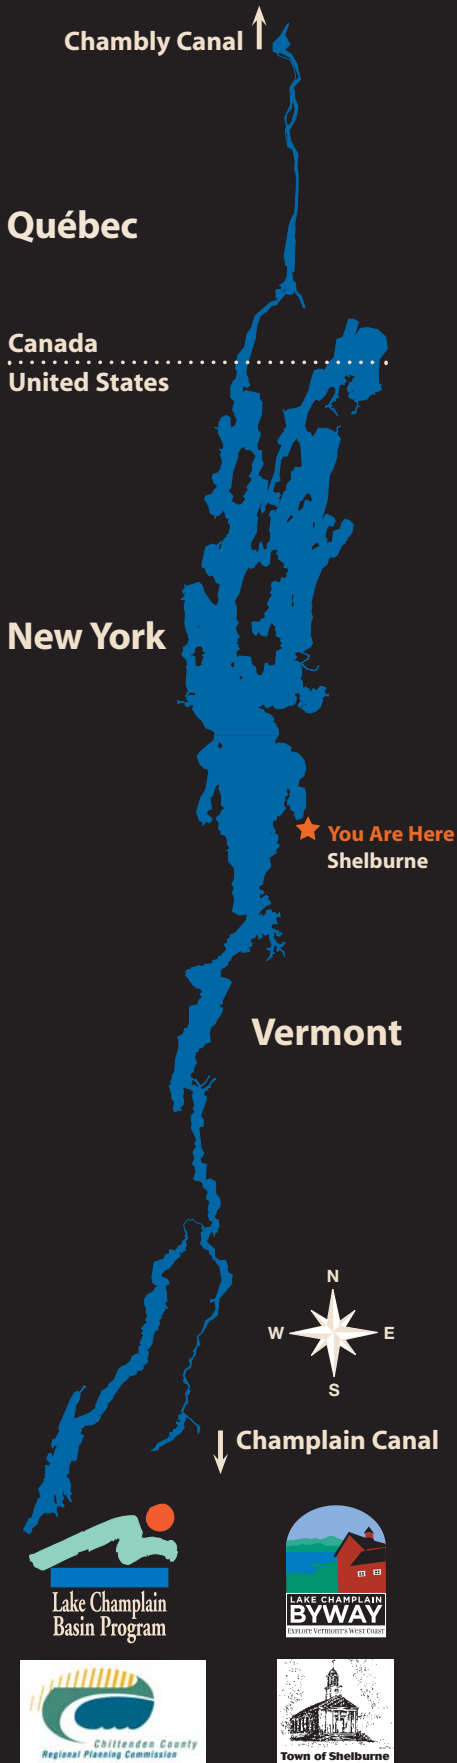 Chambly Canal
Québec
Canada
United States
New York
You Are Here
Shelburne
Vermont
N
W E
S
Champlain Canal
Lake Champlain
Basin Program
LAKE CHAMPLAIN
BYWAY
EXPLORE VERMONT'S WEST COAST
Chittenden County
Regional Planning Commission
Town of Shelburne